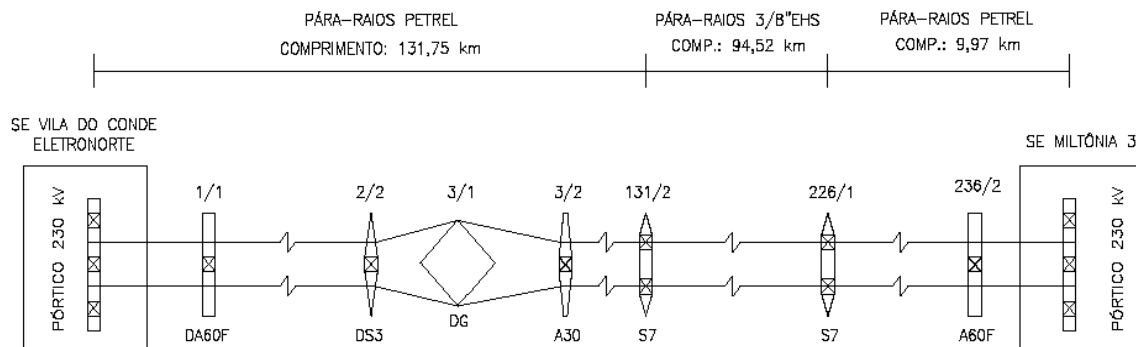 PÁRA-RAIOS PETREL
COMPRIMENTO: 131,75 km
PÁRA-RAIOS 3/8"EHS
COMP.: 94,52 km
PÁRA-RAIOS PETREL
COMP.: 9,97 km
SE VILA DO CONDE
ELETRONORTE
SE MILTÔNIA 3
PÓRTICO 230 kV
1/1
2/2
3/1
3/2
131/2
226/1
236/2
PÓRTICO 230 kV
DA60F
DS3
DG
A30
S7
S7
A60F